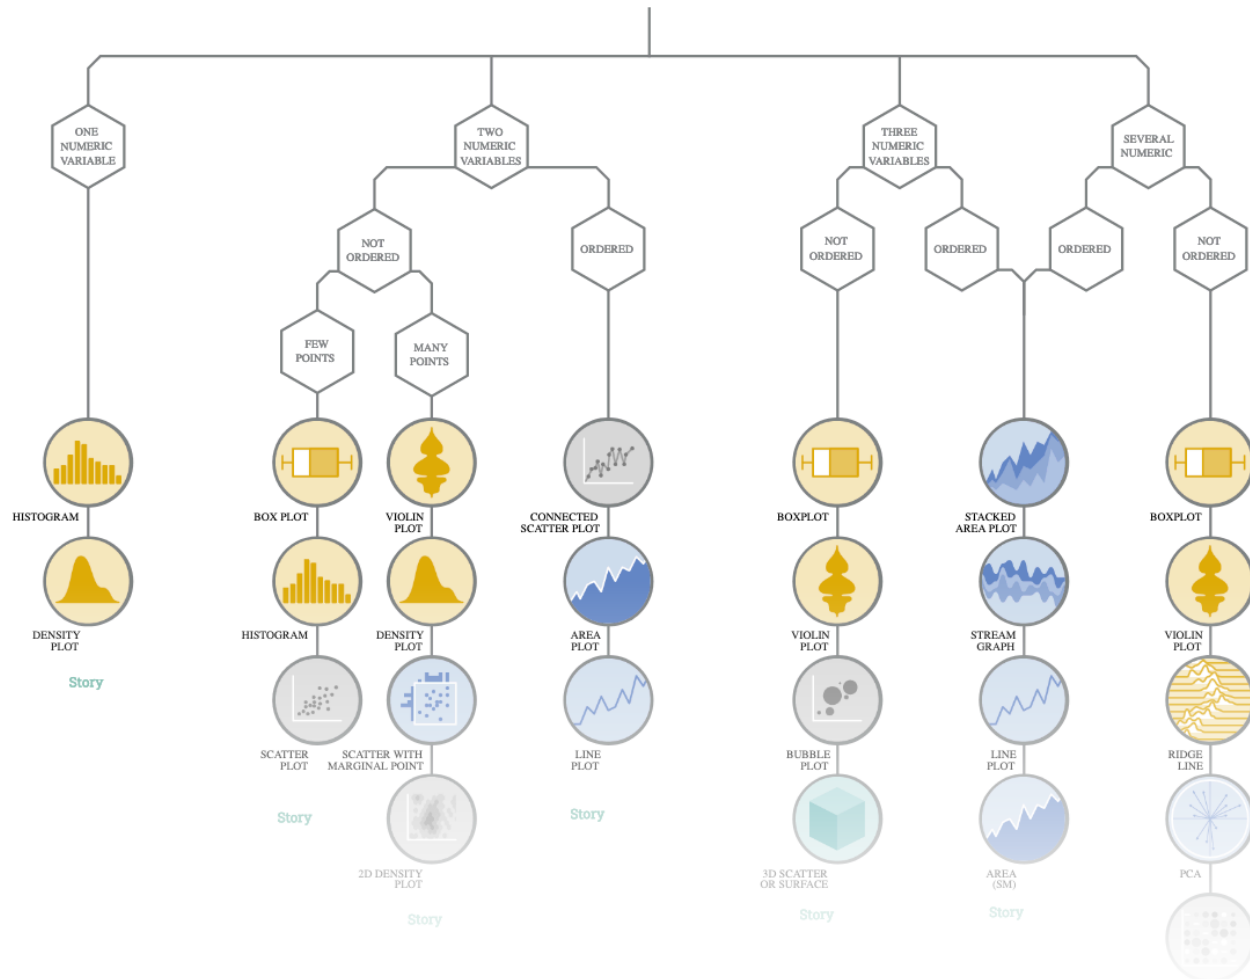 ONE
NUMERIC
VARIABLE
TWO
NUMERIC
VARIABLES
THREE
NUMERIC
VARIABLES
SEVERAL
NUMERIC
NOT
ORDERED
ORDERED
NOT
ORDERED
ORDERED
ORDERED
NOT
ORDERED
FEW
POINTS
MANY
POINTS
HISTOGRAM
BOX PLOT
VIOLIN
PLOT
CONNECTED
SCATTER PLOT
BOXPLOT
STACKED
AREA PLOT
BOXPLOT
DENSITY
PLOT
HISTOGRAM
DENSITY
PLOT
AREA
PLOT
VIOLIN
PLOT
STREAM
GRAPH
VIOLIN
PLOT
Story
SCATTER
PLOT
SCATTER WITH
MARGINAL POINT
LINE
PLOT
BUBBLE
PLOT
LINE
PLOT
RIDGE
LINE
Story
Story
2D DENSITY
PLOT
3D SCATTER
OR SURFACE
AREA
(SM)
PCA
Story
Story
Story